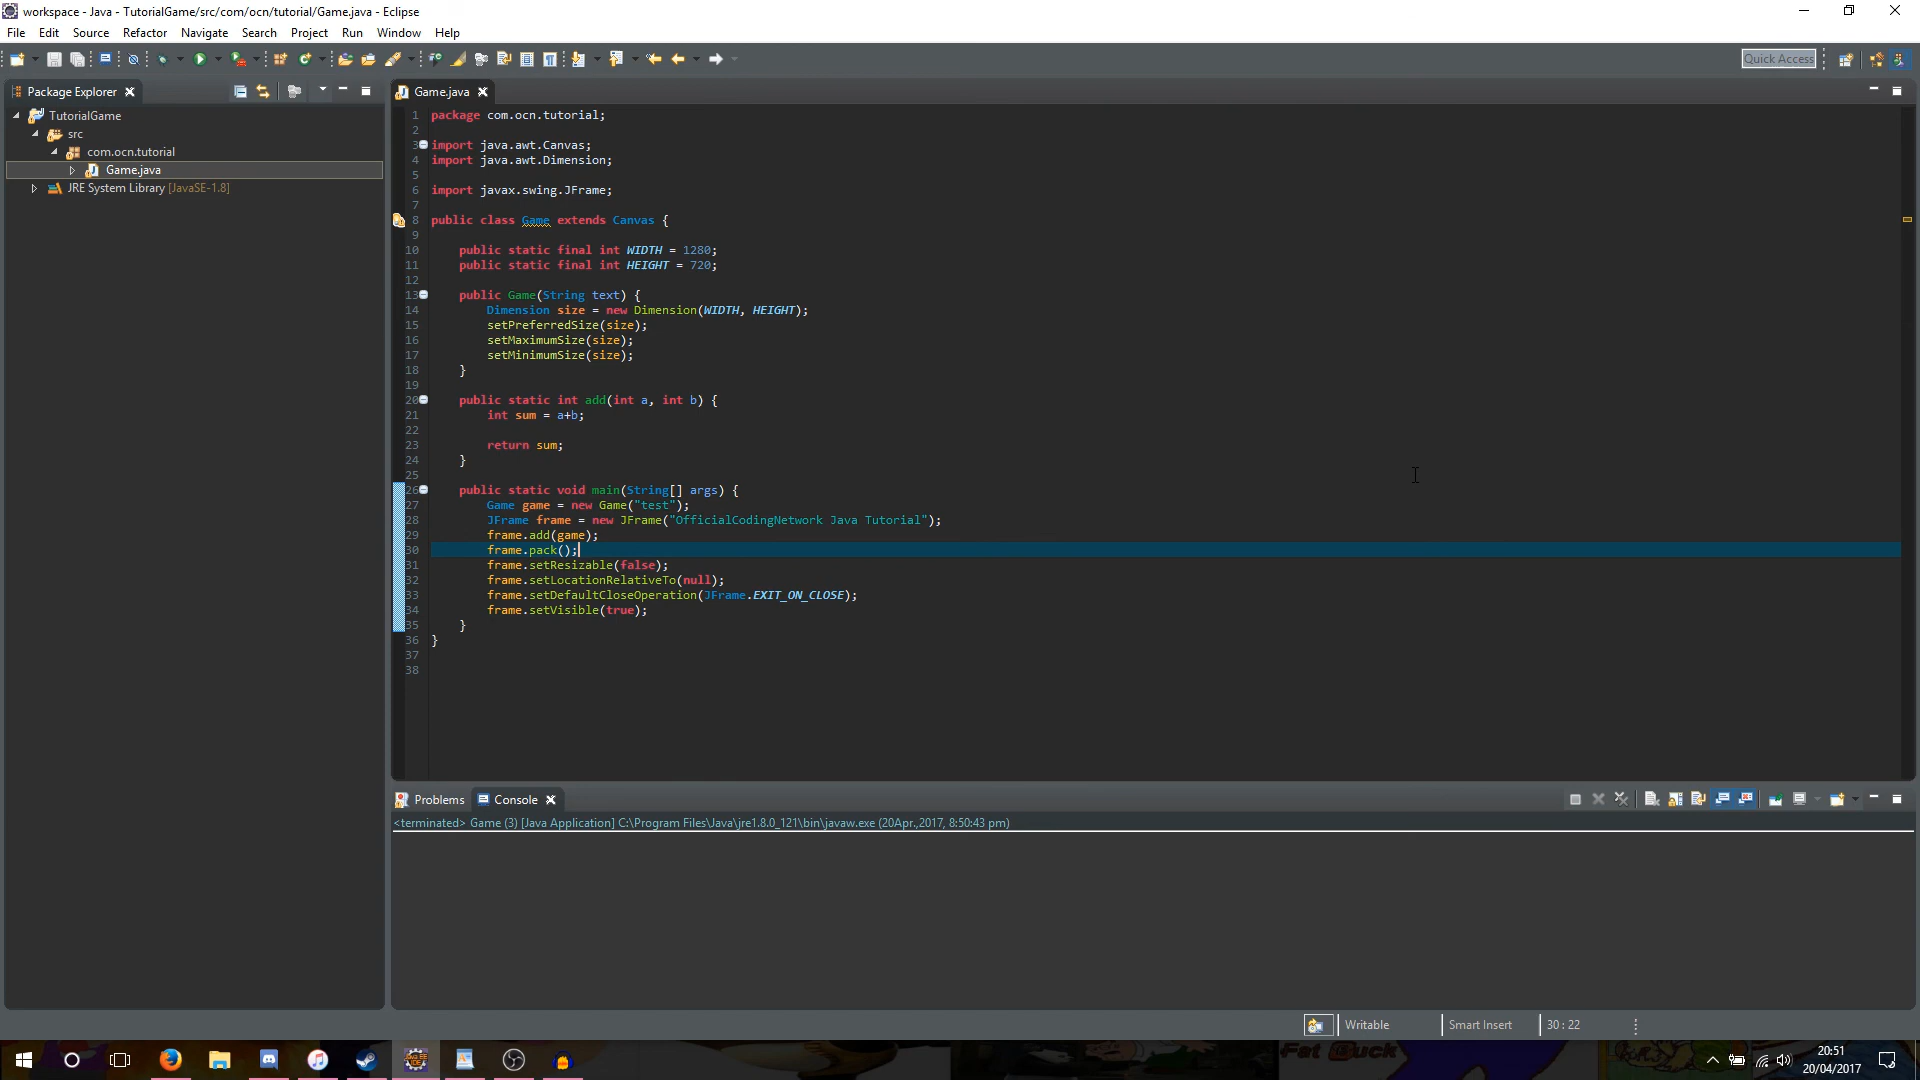 workspace - Java - TutorialGame/src/com/ocn/tutorial/Game.java - Eclipse
File Edit Source Refactor Navigate Search Project Run Window Help
Quick Access
Package Explorer
TutorialGame
src
com.ocn.tutorial
Game.java
JRE System Library [JavaSE-1.8]
Game.java
1 package com.ocn.tutorial;
2
3 import java.awt.Canvas;
4 import java.awt.Dimension;
5
6 import javax.swing.JFrame;
7
8 public class Game extends Canvas {
9
10 public static final int WIDTH = 1280;
11 public static final int HEIGHT = 720;
12
13 public Game(String text) {
14 Dimension size = new Dimension(WIDTH, HEIGHT);
15 setPreferredSize(size);
16 setMaximumSize(size);
17 setMinimumSize(size);
18 }
19
20 public static int add(int a, int b) {
21 int sum = a+b;
22
23 return sum;
24 }
25
26 public static void main(String[] args) {
27 Game game = new Game("test");
28 JFrame frame = new JFrame("OfficialCodingNetwork Java Tutorial");
29 frame.add(game);
30 frame.pack();
31 frame.setResizable(false);
32 frame.setLocationRelativeTo(null);
33 frame.setDefaultCloseOperation(JFrame.EXIT_ON_CLOSE);
34 frame.setVisible(true);
35 }
36 }
37
38
Problems Console
<terminated> Game (3) [Java Application] C:\Program Files\Java\jre1.8.0_121\bin\javaw.exe (20Apr.,2017, 8:50:43 pm)
Writable Smart Insert 30 : 22
20:51
20/04/2017